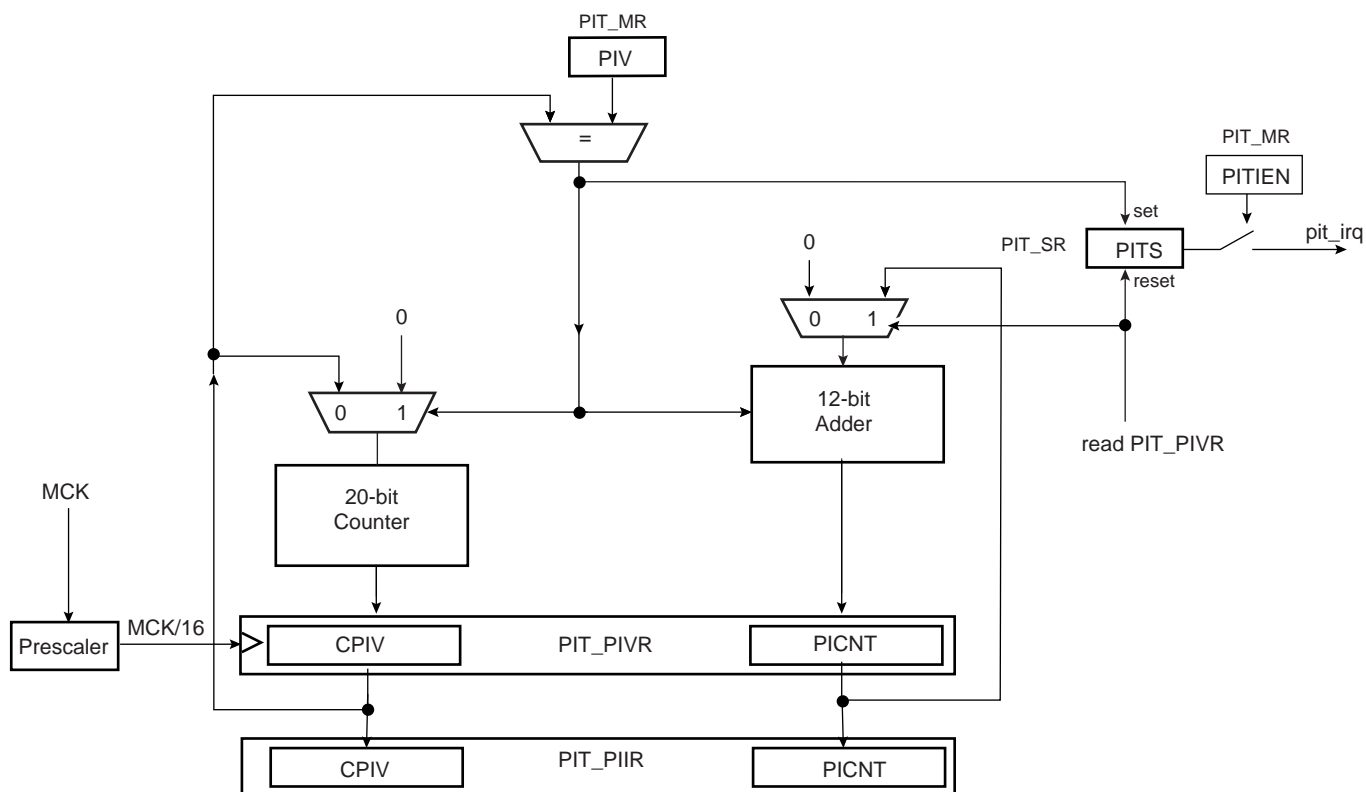 PIT_MR
PIV
=
PIT_MR
PITIEN
set
0
PIT_SR
PITS
pit_irq
reset
0 1
0
12-bit
Adder
0 1
read PIT_PIVR
MCK
20-bit
Counter
MCK/16
Prescaler
CPIV
PIT_PIVR
PICNT
CPIV
PIT_PIIR
PICNT